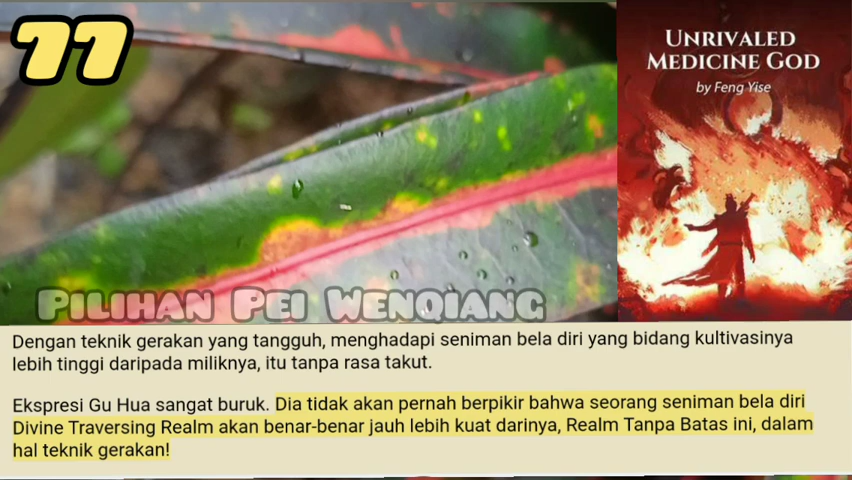 77
UNRIVALED
MEDICINE GOD
by Feng Yise
PILIHAN PEI WENQIANG
Dengan teknik gerakan yang tangguh, menghadapi seniman bela diri yang bidang kultivasinya
lebih tinggi daripada miliknya, itu tanpa rasa takut.
Ekspresi Gu Hua sangat buruk. Dia tidak akan pernah berpikir bahwa seorang seniman bela diri
Divine Traversing Realm akan benar-benar jauh lebih kuat darinya, Realm Tanpa Batas ini, dalam
hal teknik gerakan!